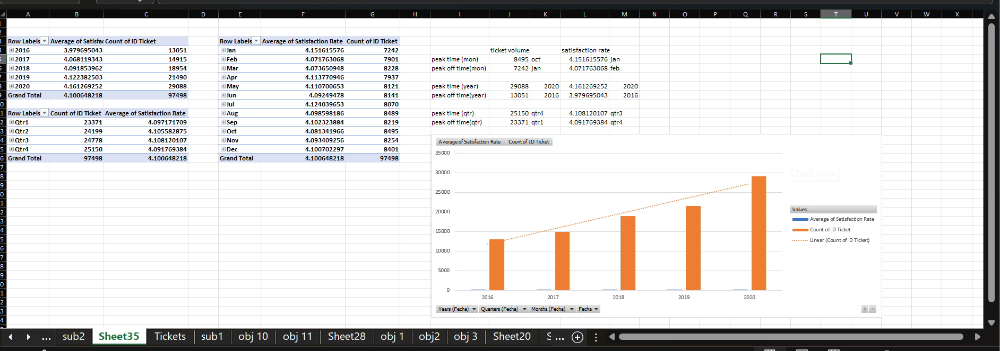 A B C D E F G H I J K L M N O P Q R S T U V W X
Row Labels Average of Satisfac Count of ID Ticket
2016 3.979695043 13051
2017 4.068119343 14915
2018 4.091853962 18954
2019 4.122382503 21490
2020 4.161269252 29088
Grand Total 4.100648218 97498
Row Labels Count of ID Ticket Average of Satisfaction Rate
Qtr1 23371 4.097171709
Qtr2 24199 4.105582875
Qtr3 24778 4.108120107
Qtr4 25150 4.091769384
Grand Total 97498 4.100648218
Row Labels Average of Satisfaction Rate Count of ID Ticket
Jan 4.151615576 7242
Feb 4.071763068 7901
Mar 4.073650948 8228
Apr 4.113770946 7937
May 4.110700653 8121
Jun 4.09249478 8141
Jul 4.124039653 8070
Aug 4.098598186 8489
Sep 4.102323884 8219
Oct 4.081341966 8495
Nov 4.093409256 8254
Dec 4.100702297 8401
Grand Total 4.100648218 97498
ticket volume satisfaction rate
peak time (mon) 8495 oct 4.151615576 jan
peak off time(mon) 7242 jan 4.071763068 feb
peak time (year) 29088 2020 4.161269252 2020
peak off time(year) 13051 2016 3.979695043 2016
peak time (qtr) 25150 qtr4 4.108120107 qtr3
peak off time(qtr) 23371 qtr1 4.091769384 qtr4
Average of Satisfaction Rate Count of ID Ticket
35000
30000
25000
20000
15000
10000
5000
0
2016 2017 2018 2019 2020
Chart Area
Values
Average of Satisfaction Rate
Count of ID Ticket
Linear (Count of ID Ticket)
Years (Fecha) Quarters (Fecha) Months (Fecha) Fecha
... sub2 Sheet35 Tickets sub1 obj 10 obj 11 Sheet28 obj 1 obj2 obj 3 Sheet20 ...